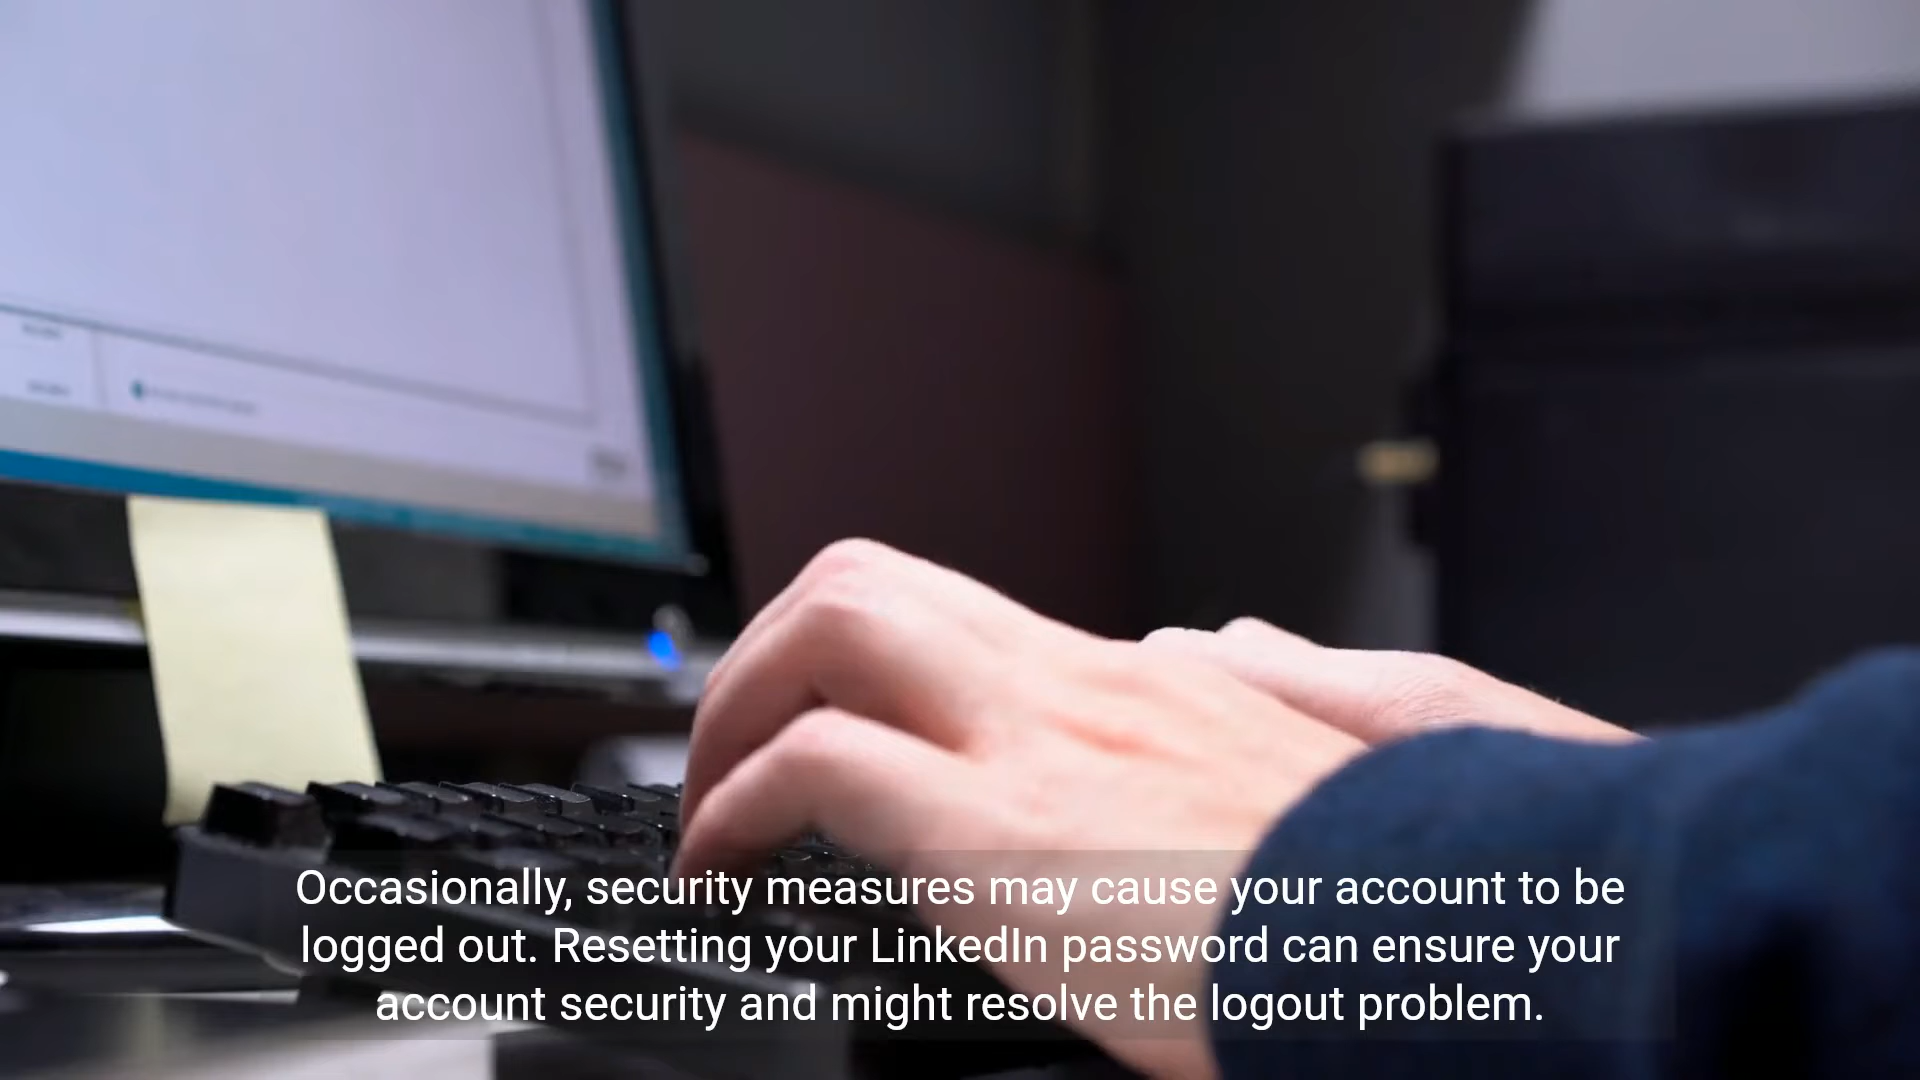 Occasionally, security measures may cause your account to be
logged out. Resetting your LinkedIn password can ensure your
account security and might resolve the logout problem.